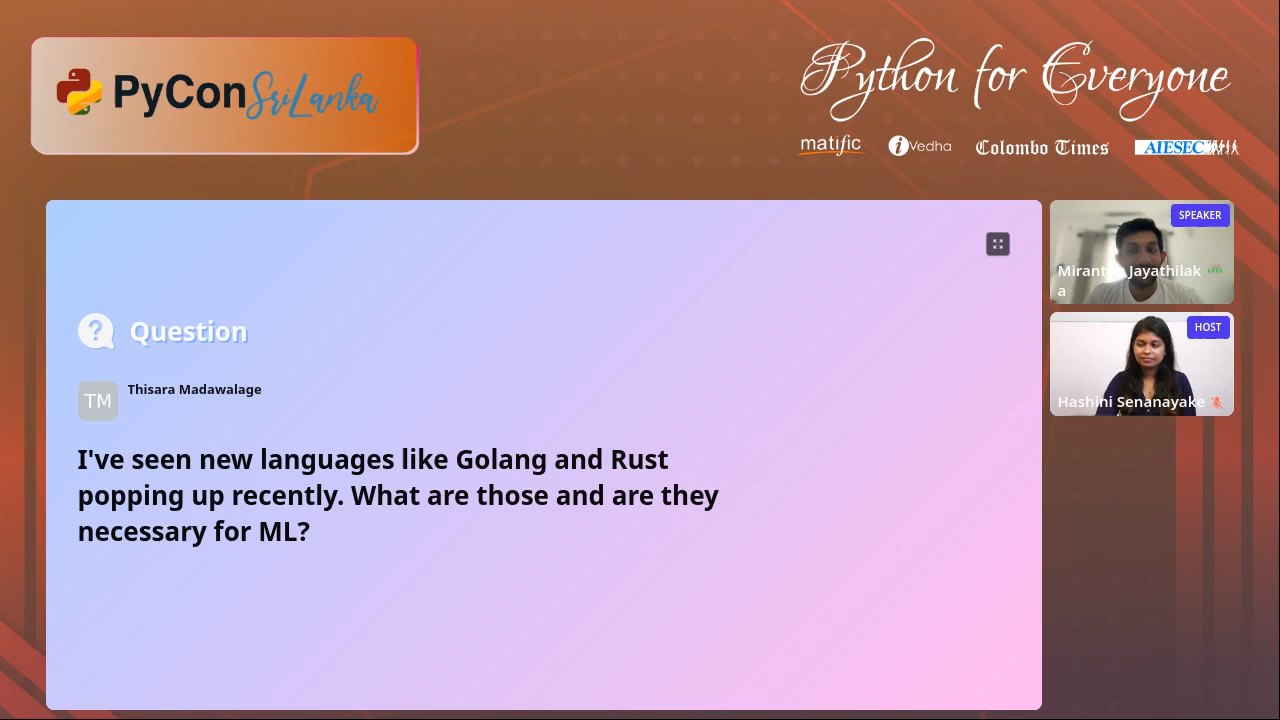 PyCon SriLanka
Python for Everyone
matific
iVedha
Colombo Times
AIESEC
SPEAKER
Jayathilak
a
HOST
Hashini Senanayake
Question
TM
Thisara Madawalage
I've seen new languages like Golang and Rust
popping up recently. What are those and are they
necessary for ML?